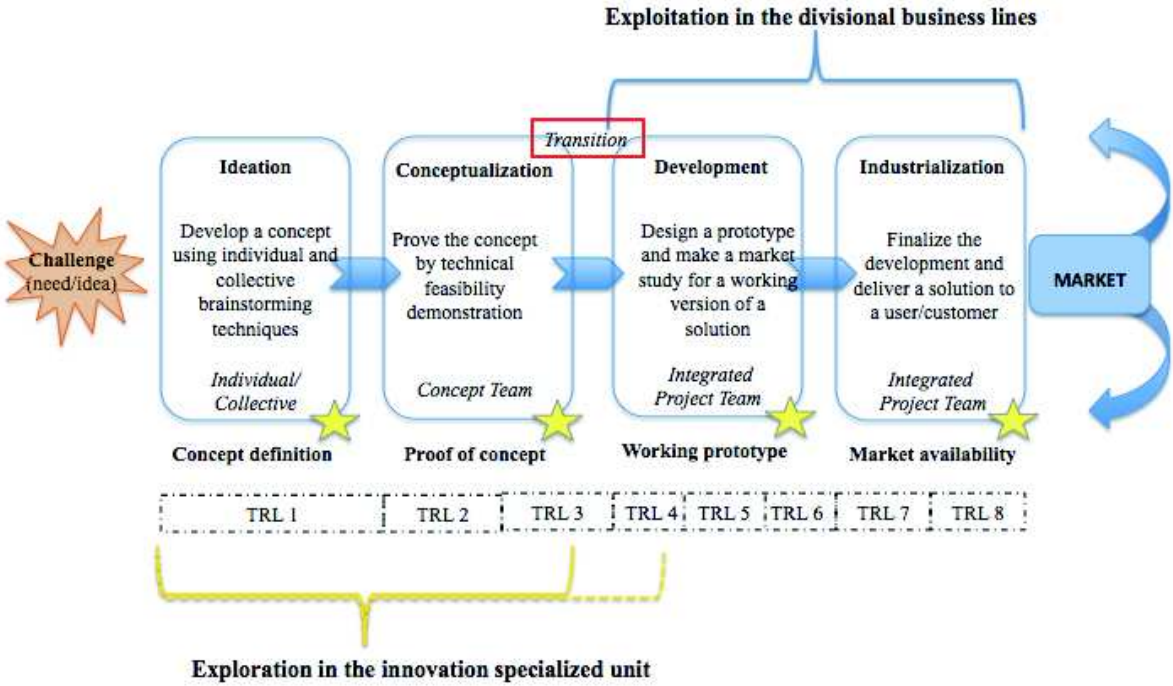 Exploitation in the divisional business lines
Transition
Challenge
(need/idea)
Ideation
Develop a concept
using individual and
collective
brainstorming
techniques
Individual/
Collective
Conceptualization
Prove the concept
by technical
feasibility
demonstration
Concept Team
Development
Design a prototype
and make a market
study for a working
version of a
solution
Integrated
Project Team
Industrialization
Finalize the
development and
deliver a solution to
a user/customer
Integrated
Project Team
MARKET
Concept definition
Proof of concept
Working prototype
Market availability
TRL 1
TRL 2
TRL 3
TRL 4
TRL 5
TRL 6
TRL 7
TRL 8
Exploration in the innovation specialized unit